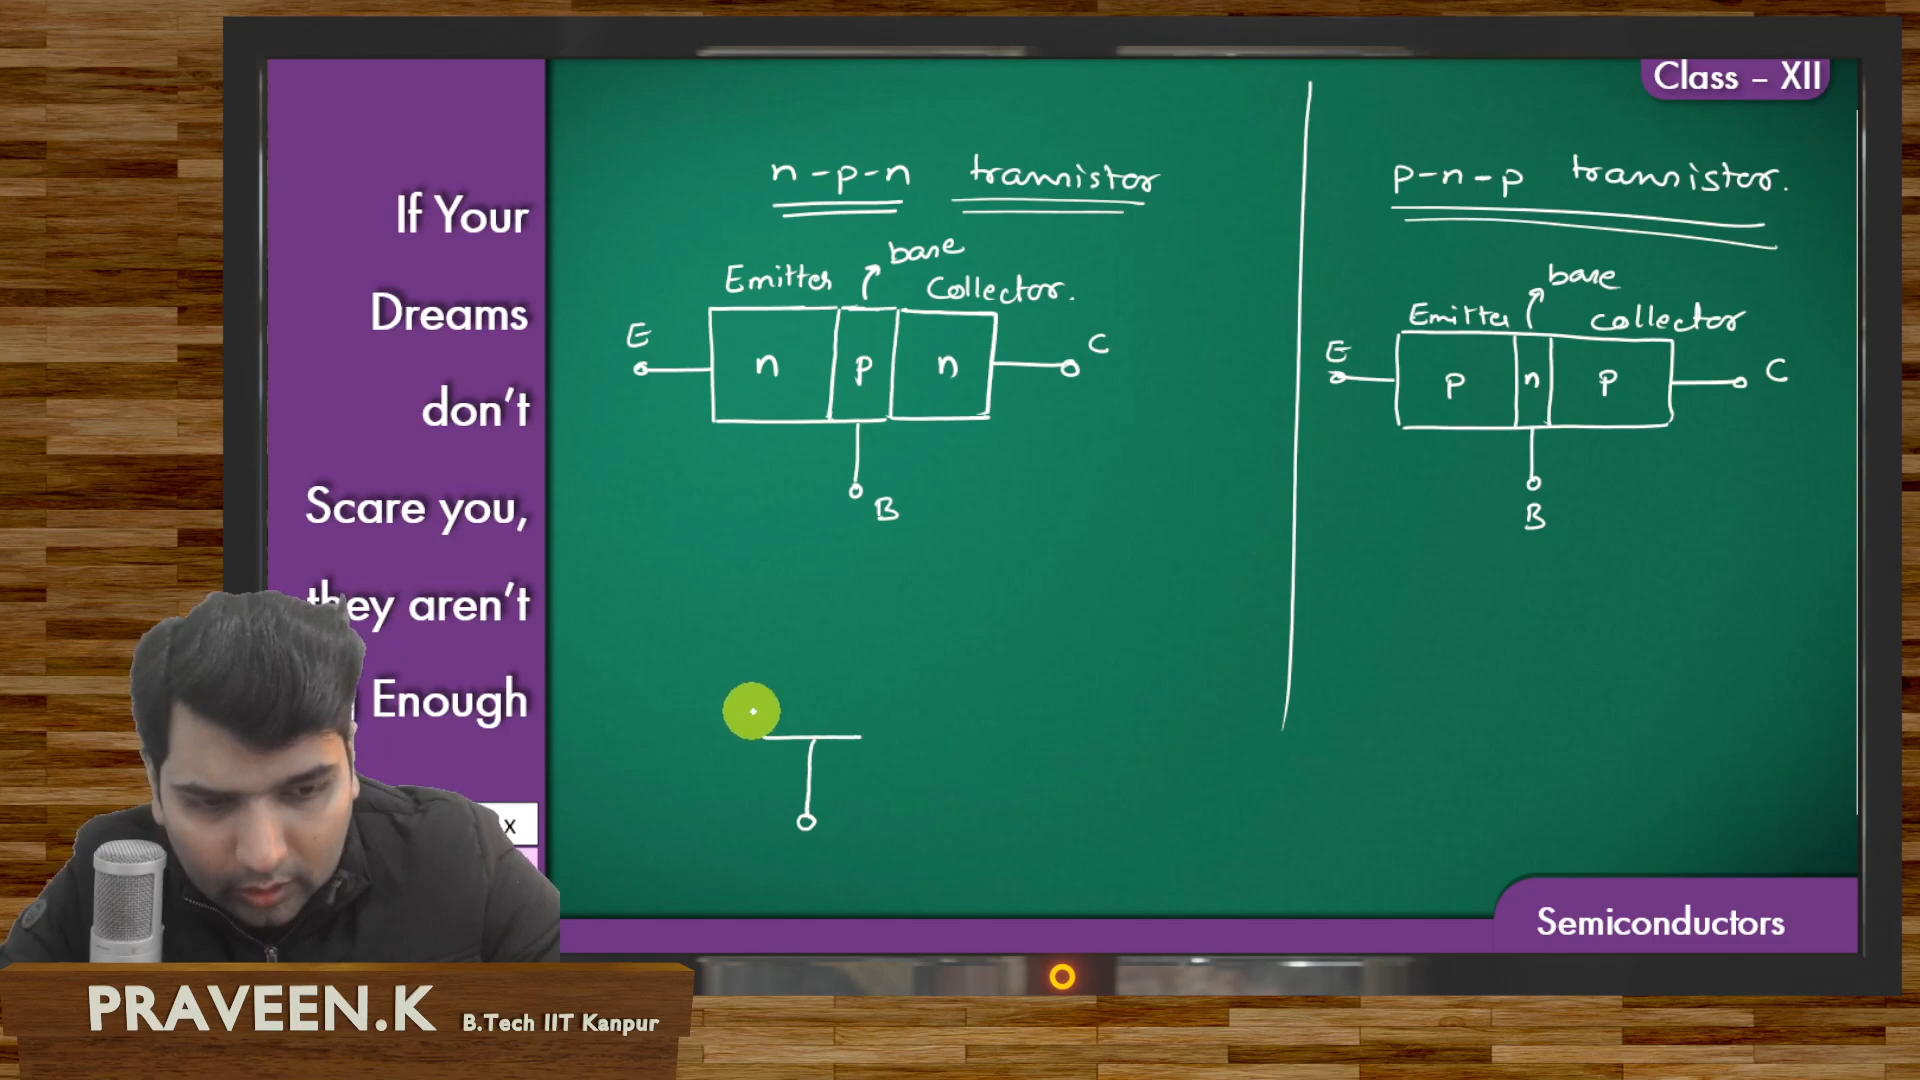 Class – XII
If Your
Dreams
don't
Scare you,
they aren't
Enough
x
n-p-n transistor
base
Emitter
Collector.
E
n
p
n
C
B
p-n-p transistor.
base
Emitter
collector
E
p
n
p
C
B
Semiconductors
PRAVEEN.K B.Tech IIT Kanpur